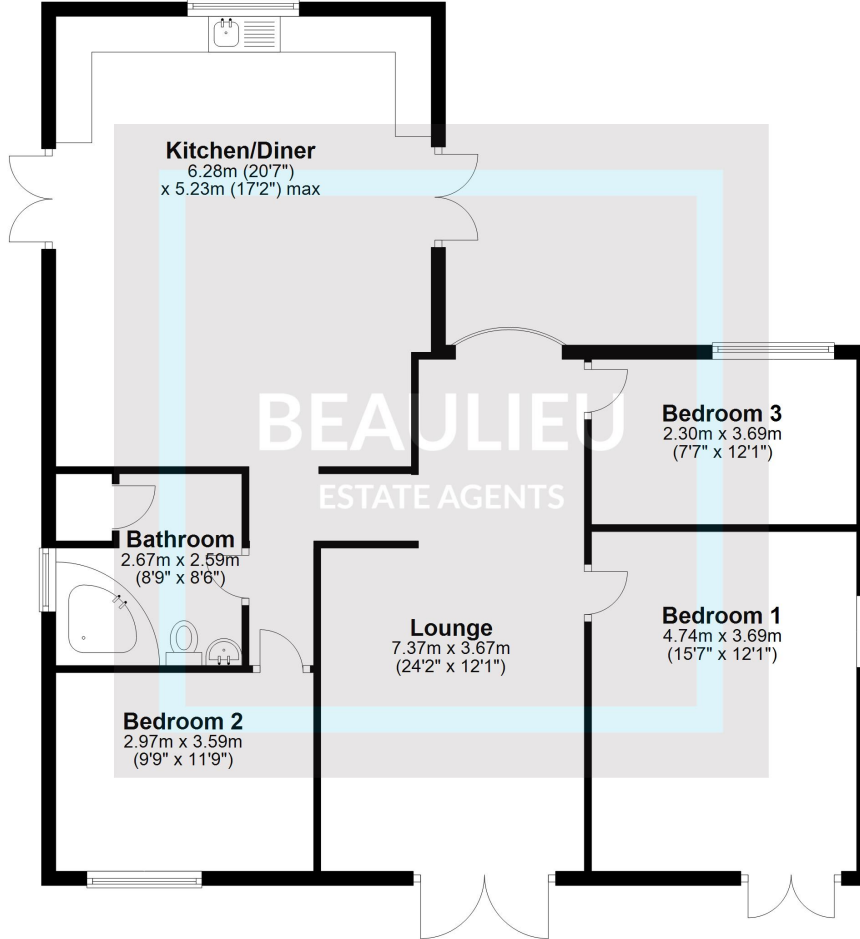 Kitchen/Diner
6.28m (20'7")
x 5.23m (17'2") max
BEAULIEU
ESTATE AGENTS
Bedroom 3
2.30m x 3.69m
(7'7" x 12'1")
Bathroom
2.67m x 2.59m
(8'9" x 8'6")
Lounge
7.37m x 3.67m
(24'2" x 12'1")
Bedroom 1
4.74m x 3.69m
(15'7" x 12'1")
Bedroom 2
2.97m x 3.59m
(9'9" x 11'9")